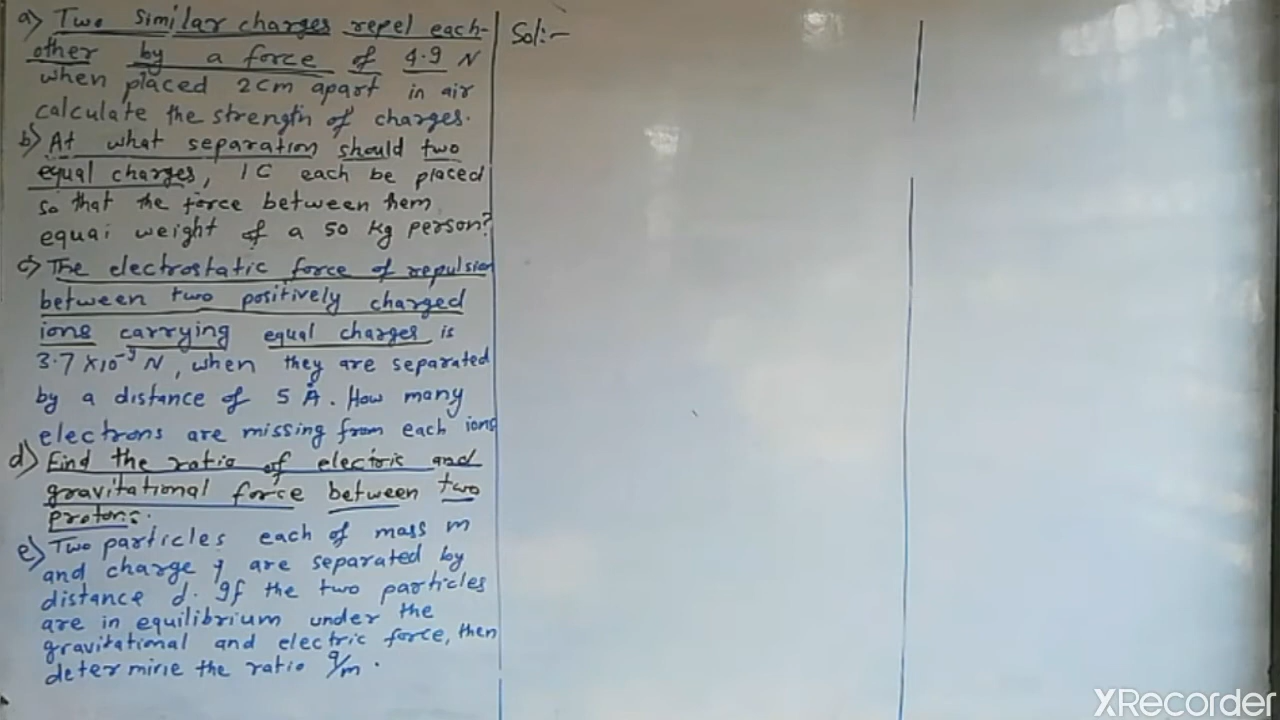 a) Two similar charges repel each-
other by a force of 4.9 N
when placed 2cm apart in air
calculate the strength of charges.
b) At what separation should two
equal charges, 1C each be placed
so that the force between them
equai weight of a 50 kg person?
c) The electrostatic force of repulsion
between two positively charged
ions carrying equal charges is
3.7 X10⁻⁹ N, when they are separated
by a distance of 5 Å. How many
electrons are missing from each ions
d) Find the ratio of electric and
gravitational force between two
protons.
e) Two particles each of mass m
and charge q are separated by
distance d. If the two particles
are in equilibrium under the
gravitational and electric force, then
determine the ratio q/m.
Sol:-
XRecorder